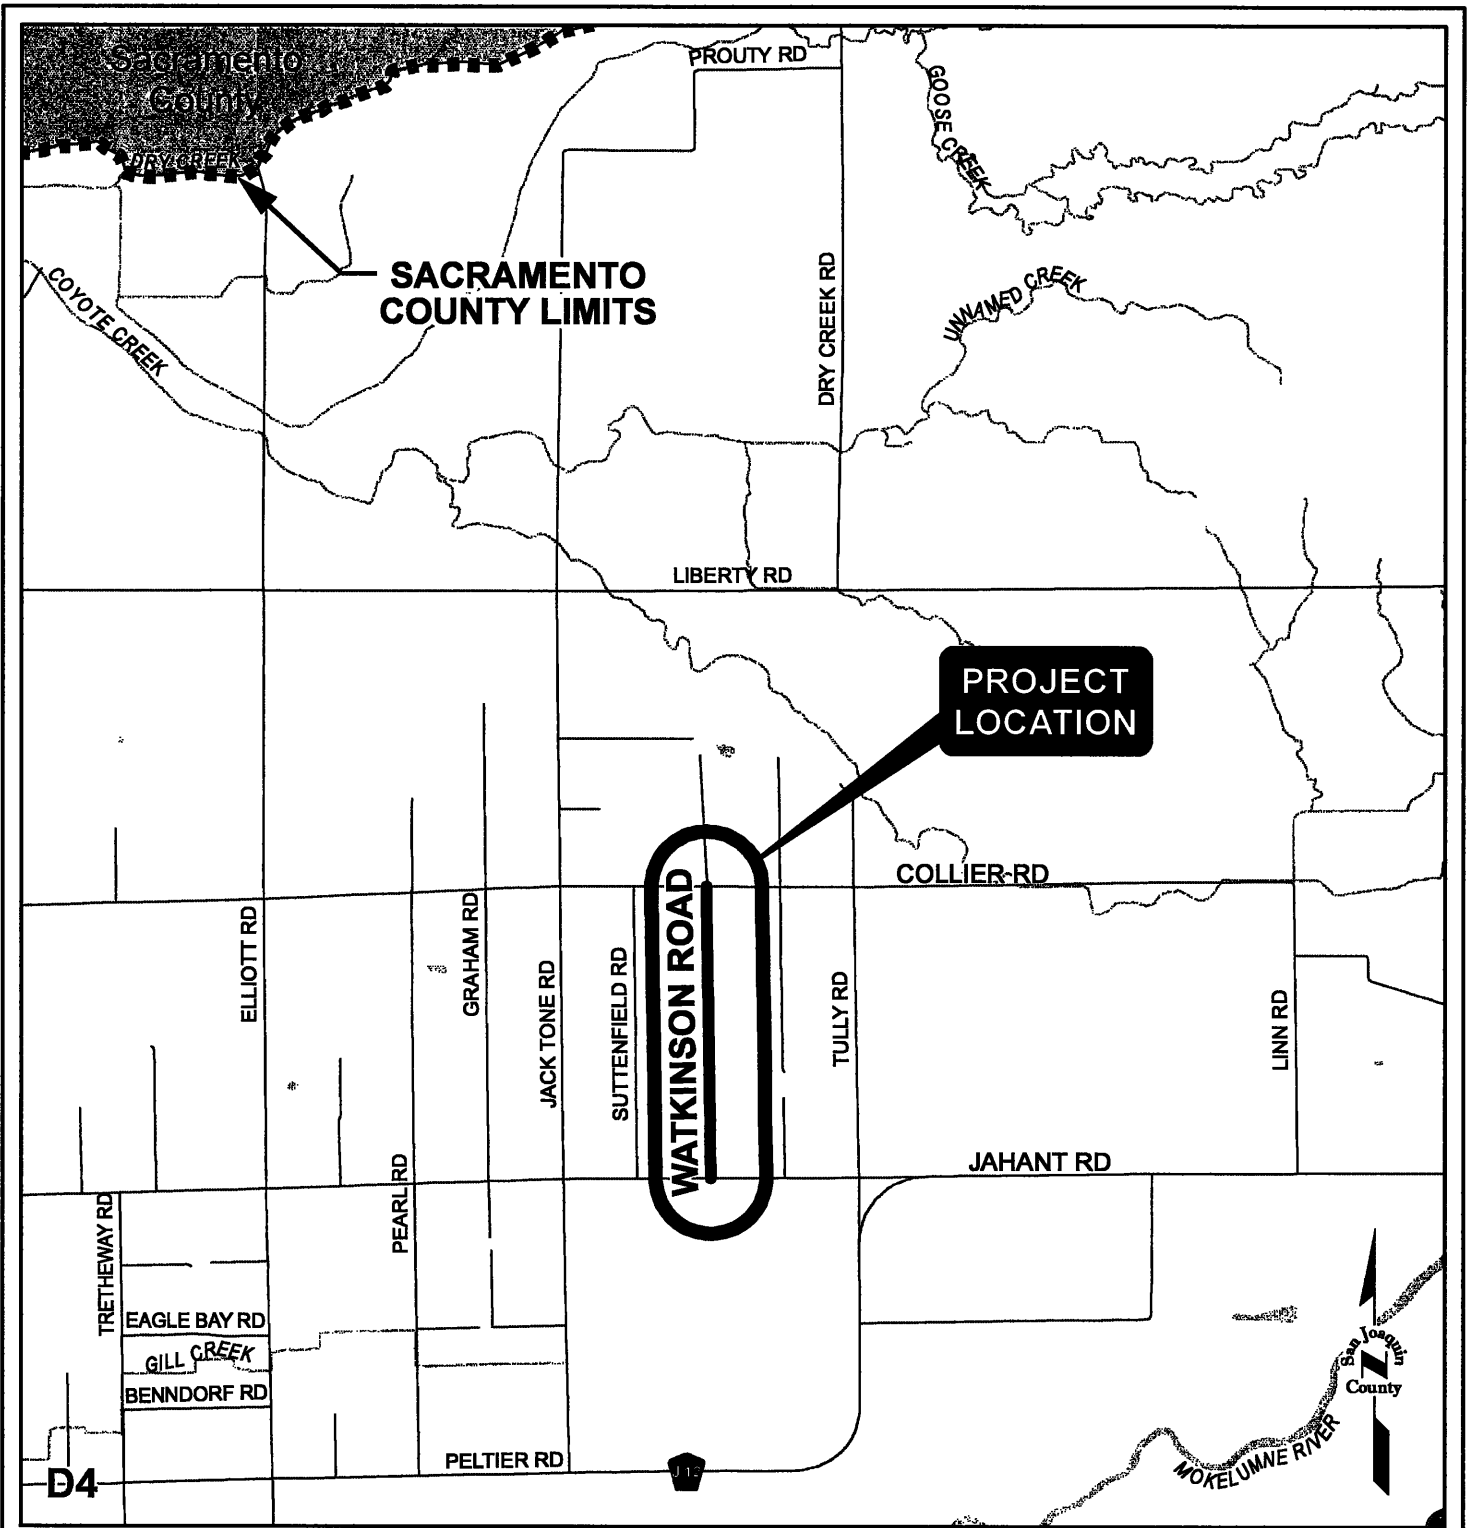 Sacramento
County
DRY CREEK
PROUTY RD
GOOSE CREEK
COYOTE CREEK
SACRAMENTO
COUNTY LIMITS
DRY CREEK RD
UNNAMED CREEK
LIBERTY RD
PROJECT
LOCATION
COLLIER RD
ELLIOTT RD
GRAHAM RD
JACK TONE RD
SUTTENFIELD RD
WATKINSON ROAD
TULLY RD
LINN RD
JAHANT RD
PEARL RD
TRETHEWAY RD
EAGLE BAY RD
GILL CREEK
BENNDORF RD
PELTIER RD
D4
San Joaquin
County
MOKELUMNE RIVER